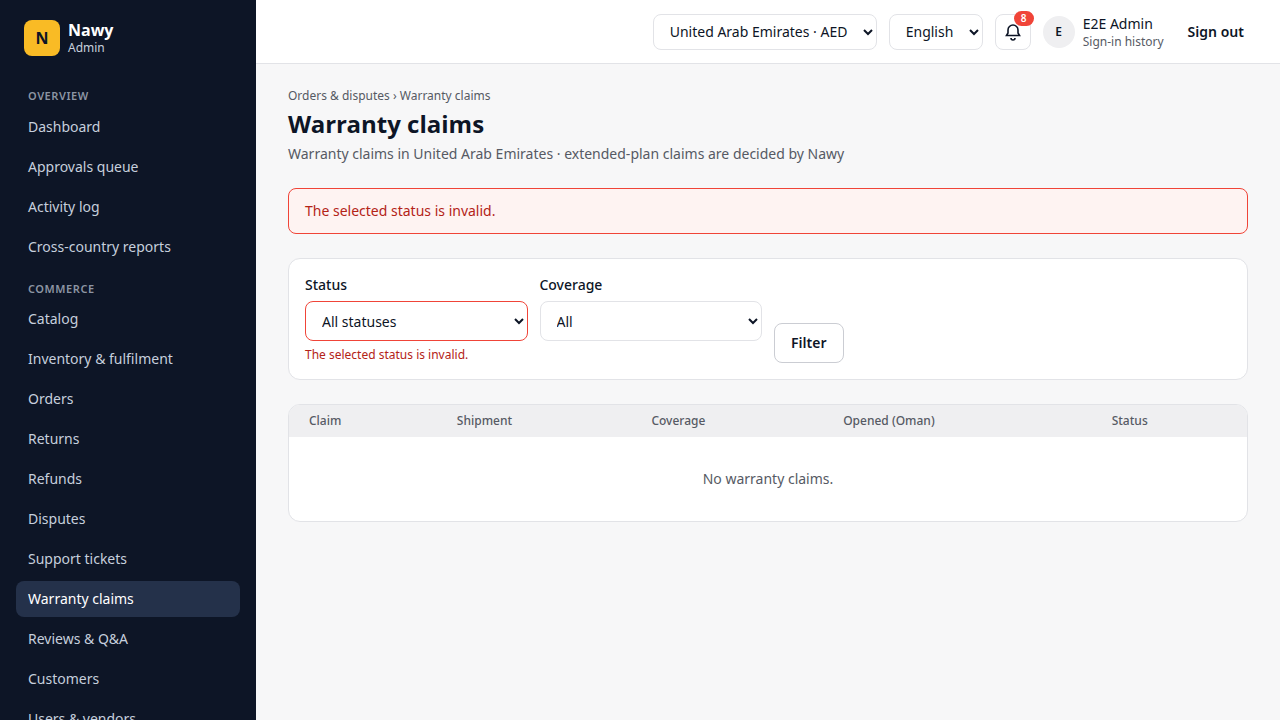 N
Nawy
Admin
United Arab Emirates · AED
English
8
E
E2E Admin
Sign-in history
Sign out
OVERVIEW
Dashboard
Approvals queue
Activity log
Cross-country reports
COMMERCE
Catalog
Inventory & fulfilment
Orders
Returns
Refunds
Disputes
Support tickets
Warranty claims
Reviews & Q&A
Customers
Users & vendors
Orders & disputes › Warranty claims
Warranty claims
Warranty claims in United Arab Emirates · extended-plan claims are decided by Nawy
The selected status is invalid.
Status
Coverage
All statuses
All
Filter
The selected status is invalid.
Claim Shipment Coverage Opened (Oman) Status
No warranty claims.